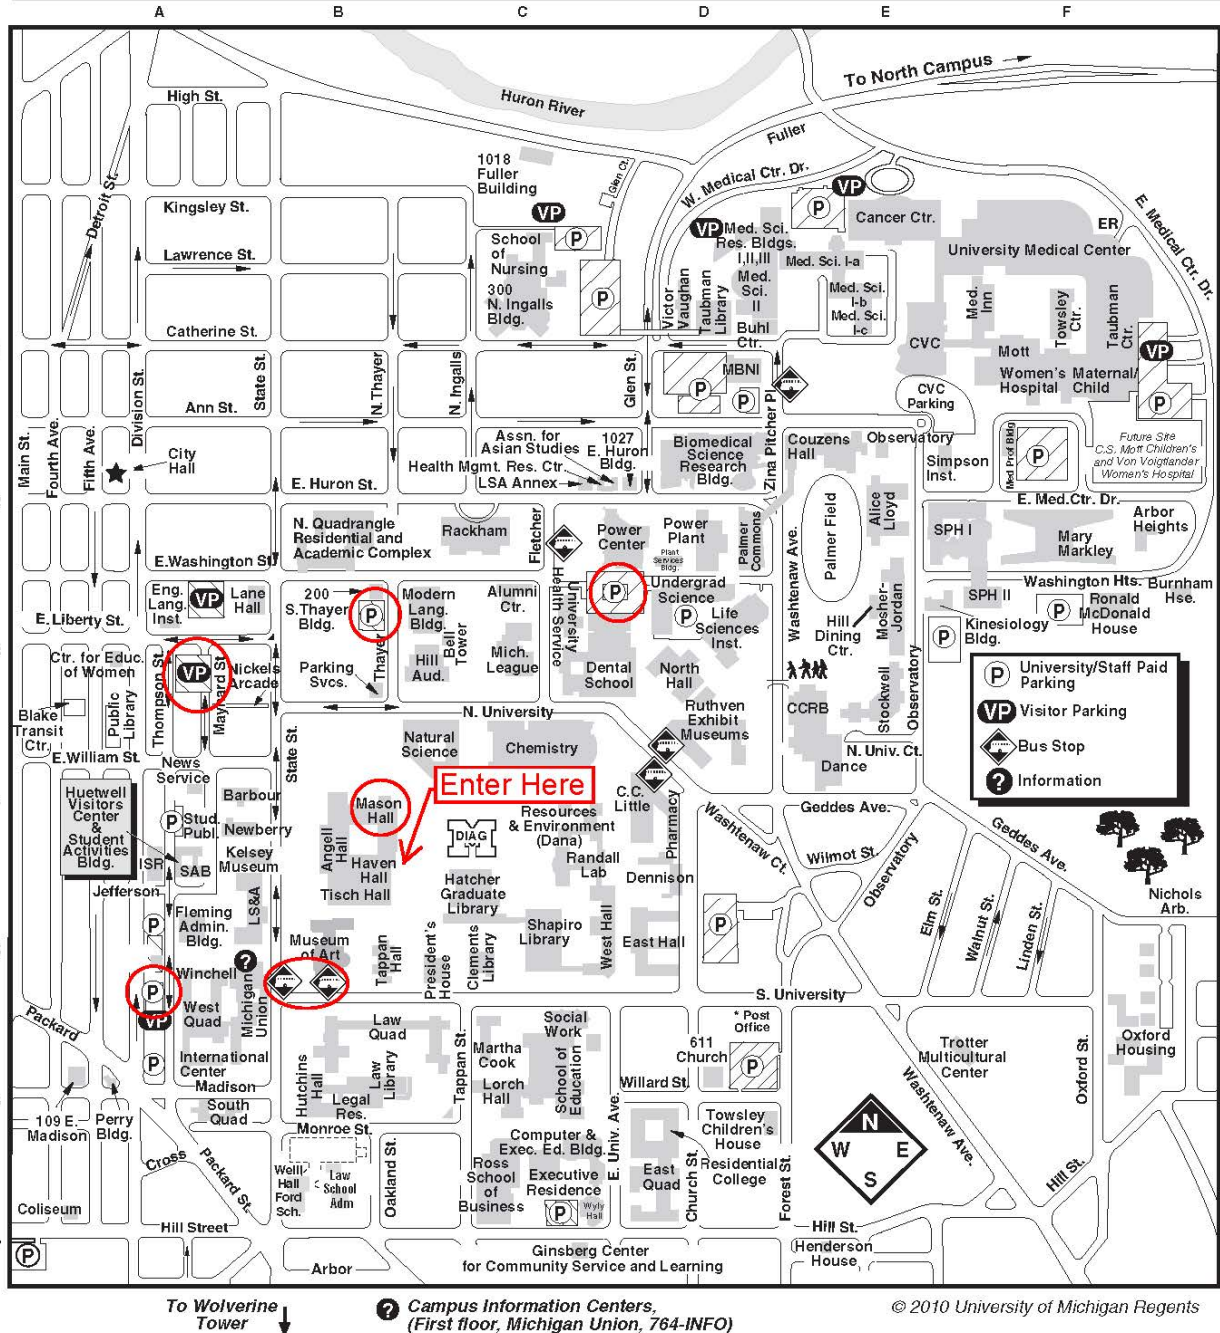 A B C D E F
To North Campus
High St.
Huron River
Fuller
1018
Fuller
Building
Glen Ct.
W. Medical Ctr. Dr.
VP
Detroit St.
Kingsley St.
VP
P
Cancer Ctr.
ER
E. Medical Ctr. Dr.
Lawrence St.
School
of
Nursing
P
VP
Med. Sci.
Res. Bldgs.
I,II,III
Med. Sci. I-a
University Medical Center
300
N. Ingalls
Bldg.
P
Victor
Vaughan
Taubman
Library
Med.
Sci.
II
Med. Sci.
I-b
Med. Sci.
I-c
Med.
Inn
Towsley
Ctr.
Taubman
Ctr.
Catherine St.
Buhl
Ctr.
CVC
Mott
VP
Women's
Hospital
Maternal/
Child
State St.
Division St.
N. Thayer
N. Ingalls
Glen St.
MBNI
P
P
Zina Pitcher Pl.
CVC
Parking
P
Ann St.
Main St.
Fourth Ave.
Fifth Ave.
City
Hall
Assn. for
Asian Studies
1027
E. Huron
Bldg.
Health Mgmt. Res. Ctr.
LSA Annex
Biomedical
Science
Research
Bldg.
Couzens
Hall
Observatory
Simpson
Inst.
Med Prof Bldg
P
Future Site
C.S. Mott Children's
and Von Voigtlander
Women's Hospital
E. Huron St.
E. Med.Ctr. Dr.
N. Quadrangle
Residential and
Academic Complex
Rackham
Fletcher
Power
Center
Power
Plant
Plant
Services
Bldg.
Palmer
Commons
Washtenaw Ave.
Palmer Field
Alice
Lloyd
SPH I
Mary
Markley
Arbor
Heights
E.Washington St.
Eng.
Lang.
Inst.
VP
Lane
Hall
200
S.Thayer
Bldg.
P
Modern
Lang.
Bldg.
Alumni
Ctr.
University
Health Service
P
Undergrad
Science
P
Life
Sciences
Inst.
Hill
Dining
Ctr.
Mosher-
Jordan
SPH II
Washington Hts.
Burnham
Hse.
P
Ronald
McDonald
House
P
Kinesiology
Bldg.
E. Liberty St.
Ctr. for Educ.
of Women
Thompson St.
VP
Maynard St.
Nickels
Arcade
Parking
Svcs.
Thayer
Hill
Aud.
Bell
Tower
Mich.
League
Dental
School
North
Hall
P University/Staff Paid
Parking
VP Visitor Parking
Bus Stop
? Information
Blake
Transit
Ctr.
Public
Library
N. University
Ruthven
Exhibit
Museums
CCRB
Stockwell
Observatory
N. Univ. Ct.
Dance
E.William St.
News
Service
State St.
Natural
Science
Chemistry
Enter Here
Huetwell
Visitors
Center
&
Student
Activities
Bldg.
Barbour
P
Stud.
Publ.
Newberry
Mason
Hall
Angell
Hall
DIAG
M
Resources
& Environment
(Dana)
C.C.
Little
Pharmacy
Washtenaw Ct.
Geddes Ave.
Geddes Ave.
Wilmot St.
Observatory
ISR
SAB
Kelsey
Museum
Haven
Hall
Tisch Hall
Randall
Lab
Dennison
Hatcher
Graduate
Library
Jefferson
Elm St.
Walnut St.
Linden St.
Nichols
Arb.
P
Fleming
Admin.
Bldg.
LS&A
Museum
of Art
Tappan
Hall
President's
House
Clements
Library
Shapiro
Library
West Hall
East Hall
P
Winchell
?
P
VP
West
Quad
Michigan
Union
S. University
Packard
Law
Quad
Social
Work
* Post
Office
611
Church
P
Trotter
Multicultural
Center
Oxford St.
Oxford
Housing
P
International
Center
Hutchins
Hall
Law
Library
Legal
Res.
Tappan St.
Martha
Cook
Lorch
Hall
School of
Education
Willard St.
Madison
South
Quad
109 E.
Madison
Perry
Bldg.
Monroe St.
E. Univ. Ave.
Towsley
Children's
House
Residential
College
Washtenaw Ave.
N
W E
S
Cross
Packard St.
Weill
Hall
Ford
Sch.
Law
School
Adm
Oakland St.
Computer &
Exec. Ed. Bldg.
Ross
School
of
Business
Executive
Residence
P
Wyly
Hall
East
Quad
Church St.
Forest St.
Hill St.
Coliseum
Hill Street
Hill St.
P
Arbor
Ginsberg Center
for Community Service and Learning
Henderson
House
To Wolverine
Tower
? Campus Information Centers,
(First floor, Michigan Union, 764-INFO)
© 2010 University of Michigan Regents